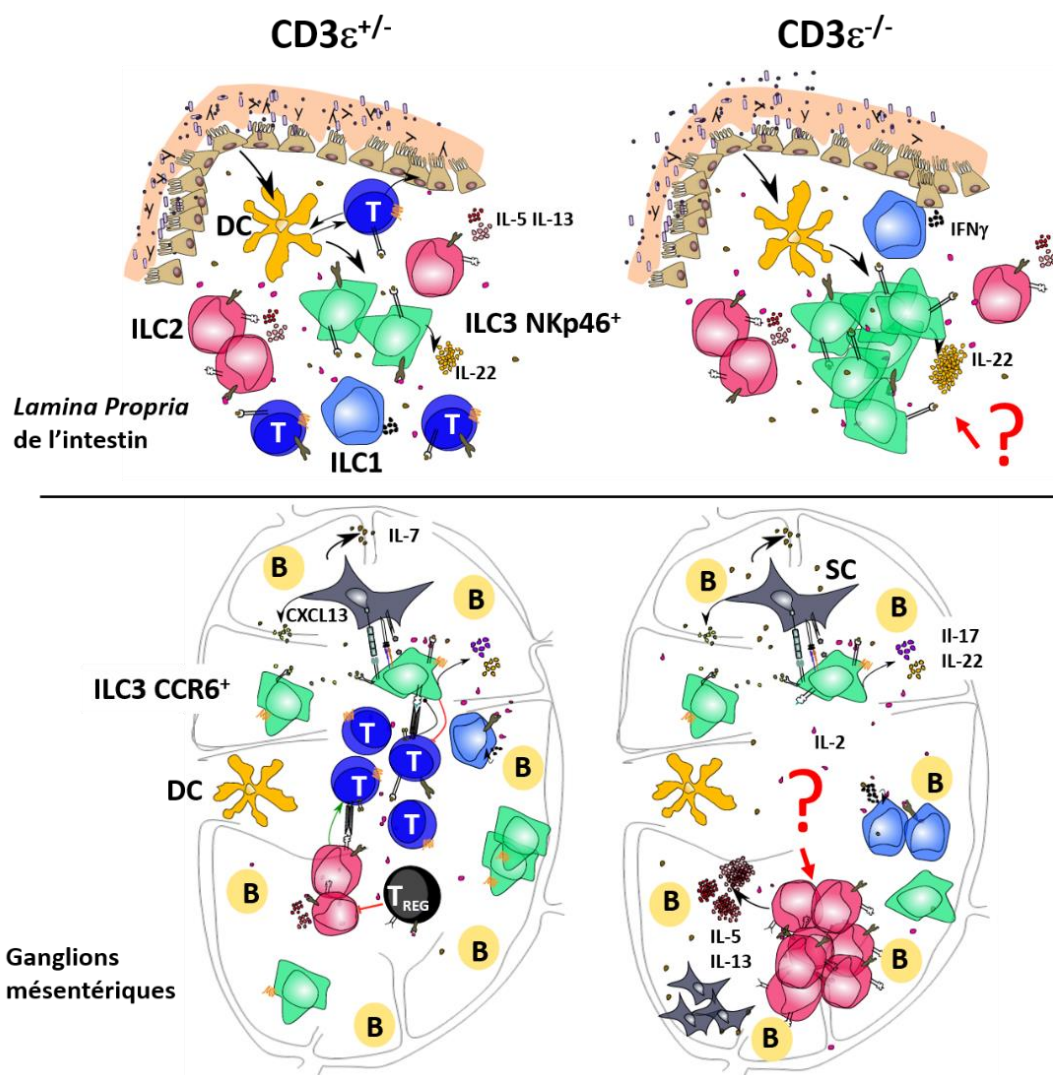 CD3ε+/-
CD3ε-/-
DC
T
IL-5 IL-13
IFNγ
ILC2
ILC3 NKp46+
IL-22
IL-22
Lamina Propria
de l'intestin
T
T
ILC1
?
IL-7
B
B
CXCL13
B
SC
B
Il-17
IL-22
ILC3 CCR6+
T
T
IL-2
B
B
DC
T
T
?
B
TREG
B
B
IL-5
IL-13
B
Ganglions
mésentériques
B
B